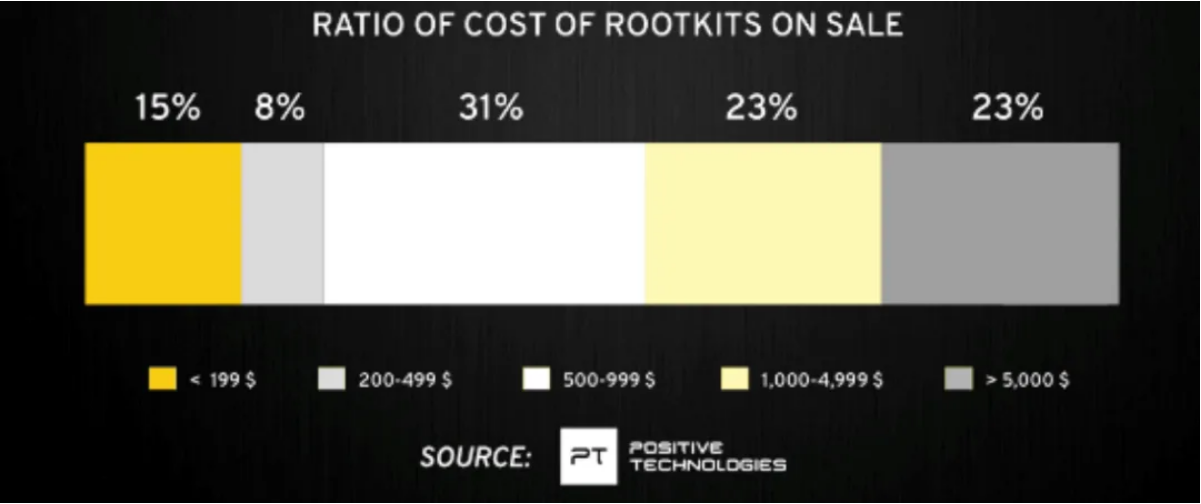 RATIO OF COST OF ROOTKITS ON SALE
15% 8% 31% 23% 23%
< 199 $ 200-499 $ 500-999 $ 1,000-4,999 $ > 5,000 $
SOURCE: PT POSITIVE
TECHNOLOGIES